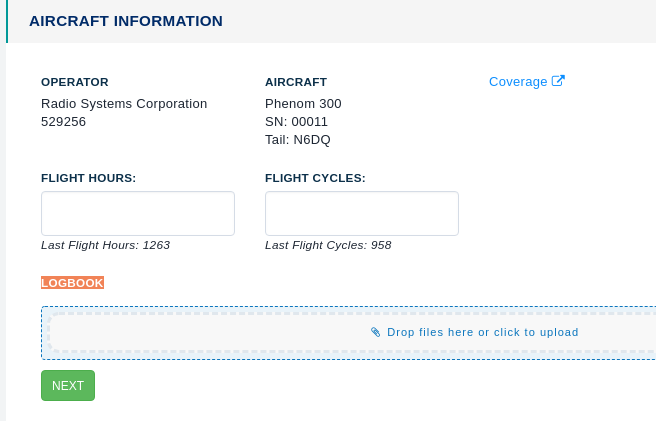 AIRCRAFT INFORMATION
OPERATOR
Radio Systems Corporation
529256
AIRCRAFT
Phenom 300
SN: 00011
Tail: N6DQ
Coverage
FLIGHT HOURS:
Last Flight Hours: 1263
FLIGHT CYCLES:
Last Flight Cycles: 958
LOGBOOK
Drop files here or click to upload
NEXT